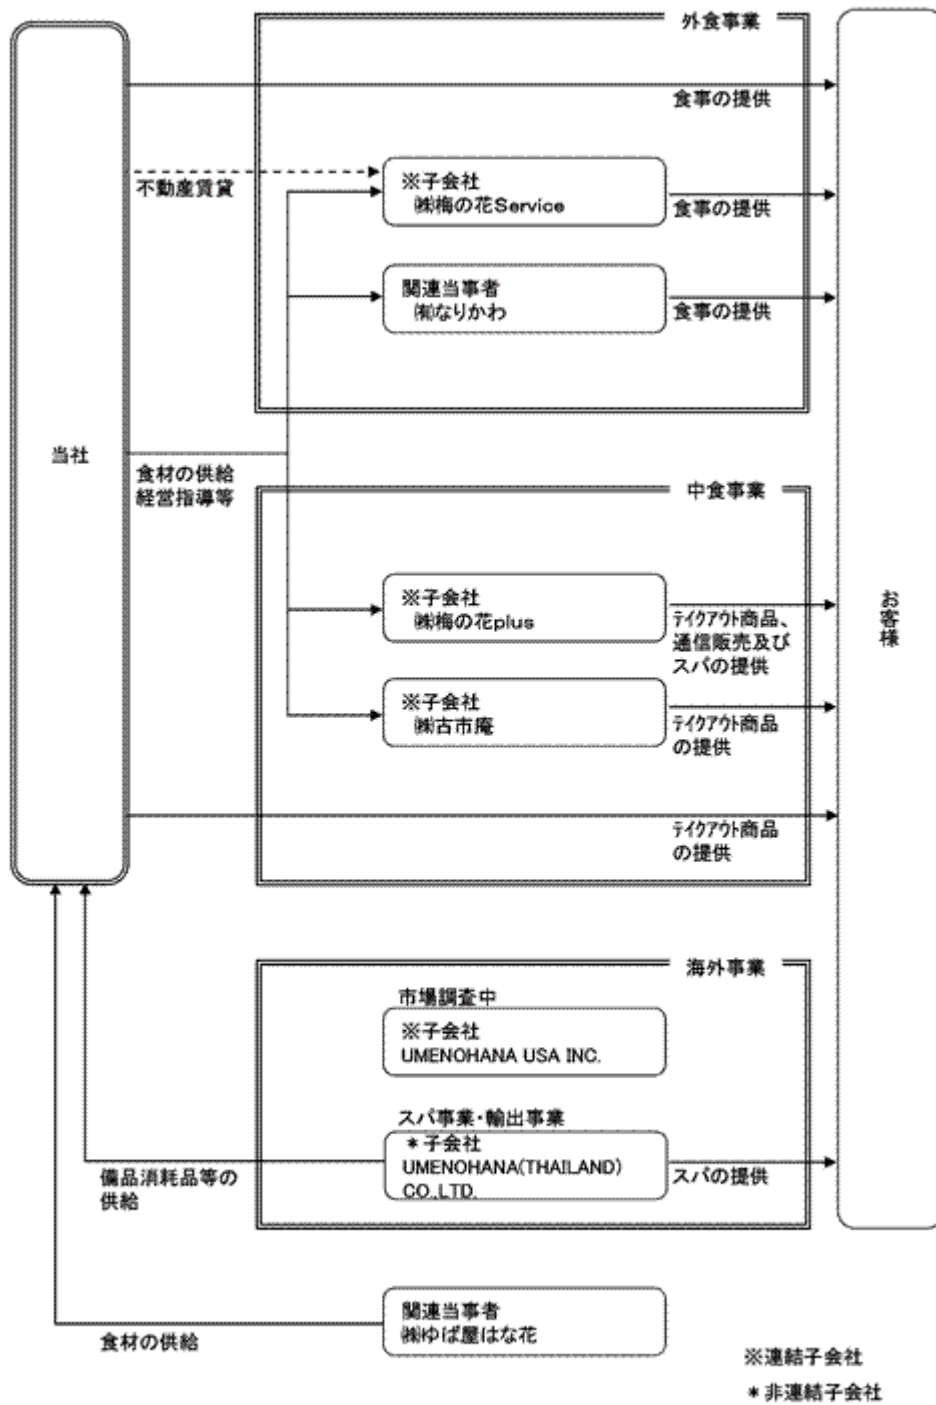 外食事業
食事の提供
不動産賃貸
※子会社
㈱梅の花Service
食事の提供
関連当事者
㈲なりかわ
食事の提供
当社
食材の供給
経営指導等
中食事業
※子会社
㈱梅の花plus
ﾃｲｸｱｳﾄ商品、
通信販売及び
スパの提供
お客様
※子会社
㈱古市庵
ﾃｲｸｱｳﾄ商品
の提供
ﾃｲｸｱｳﾄ商品
の提供
海外事業
市場調査中
※子会社
UMENOHANA USA INC.
スパ事業・輸出事業
＊子会社
UMENOHANA(THAILAND)
CO.,LTD.
スパの提供
備品消耗品等の
供給
関連当事者
㈱ゆば屋はな花
食材の供給
※連結子会社
＊非連結子会社